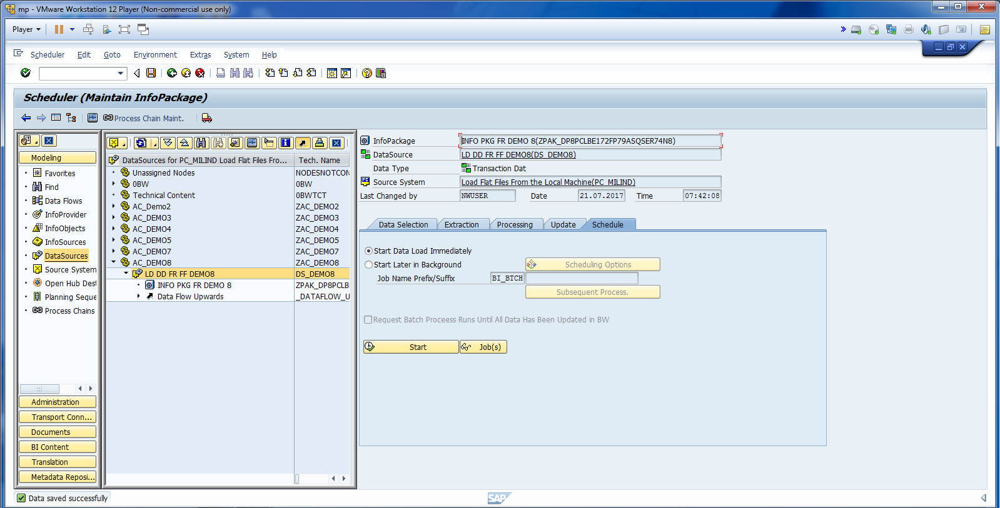 mp - VMware Workstation 12 Player (Non-commercial use only)
Player
Scheduler Edit Goto Environment Extras System Help
Scheduler (Maintain InfoPackage)
Process Chain Maint.
Modeling
Favorites
Find
Data Flows
InfoProvider
InfoObjects
InfoSources
DataSources
Source System
Open Hub Dest
Planning Seque
Process Chains
Administration
Transport Conn...
Documents
BI Content
Translation
Metadata Reposi...
DataSources for PC_MILIND Load Flat Files Fro... Tech. Name
Unassigned Nodes NODESNOTCON
0BW 0BW
Technical Content 0BWTCT
AC_Demo2 ZAC_DEMO2
AC_DEMO3 ZAC_DEMO3
AC_DEMO4 ZAC_DEMO4
AC_DEMO5 ZAC_DEMO5
AC_DEMO7 ZAC_DEMO7
AC_DEMO8 ZAC_DEMO8
LD DD FR FF DEMO8 DS_DEMO8
INFO PKG FR DEMO 8 ZPAK_DP8PCLB
Data Flow Upwards _DATAFLOW_U
InfoPackage INFO PKG FR DEMO 8(ZPAK_DP8PCLBE172FP79ASQSER74N8)
DataSource LD DD FR FF DEMO8(DS_DEMO8)
Data Type Transaction Dat
Source System Load Flat Files From the Local Machine(PC_MILIND)
Last Changed by NWUSER Date 21.07.2017 Time 07:42:08
Data Selection Extraction Processing Update Schedule
Start Data Load Immediately
Start Later in Background Scheduling Options
Job Name Prefix/Suffix BI_BTCH
Subsequent Process.
Request Batch Proceess Runs Until All Data Has Been Updated in BW
Start Job(s)
Data saved successfully
SAP